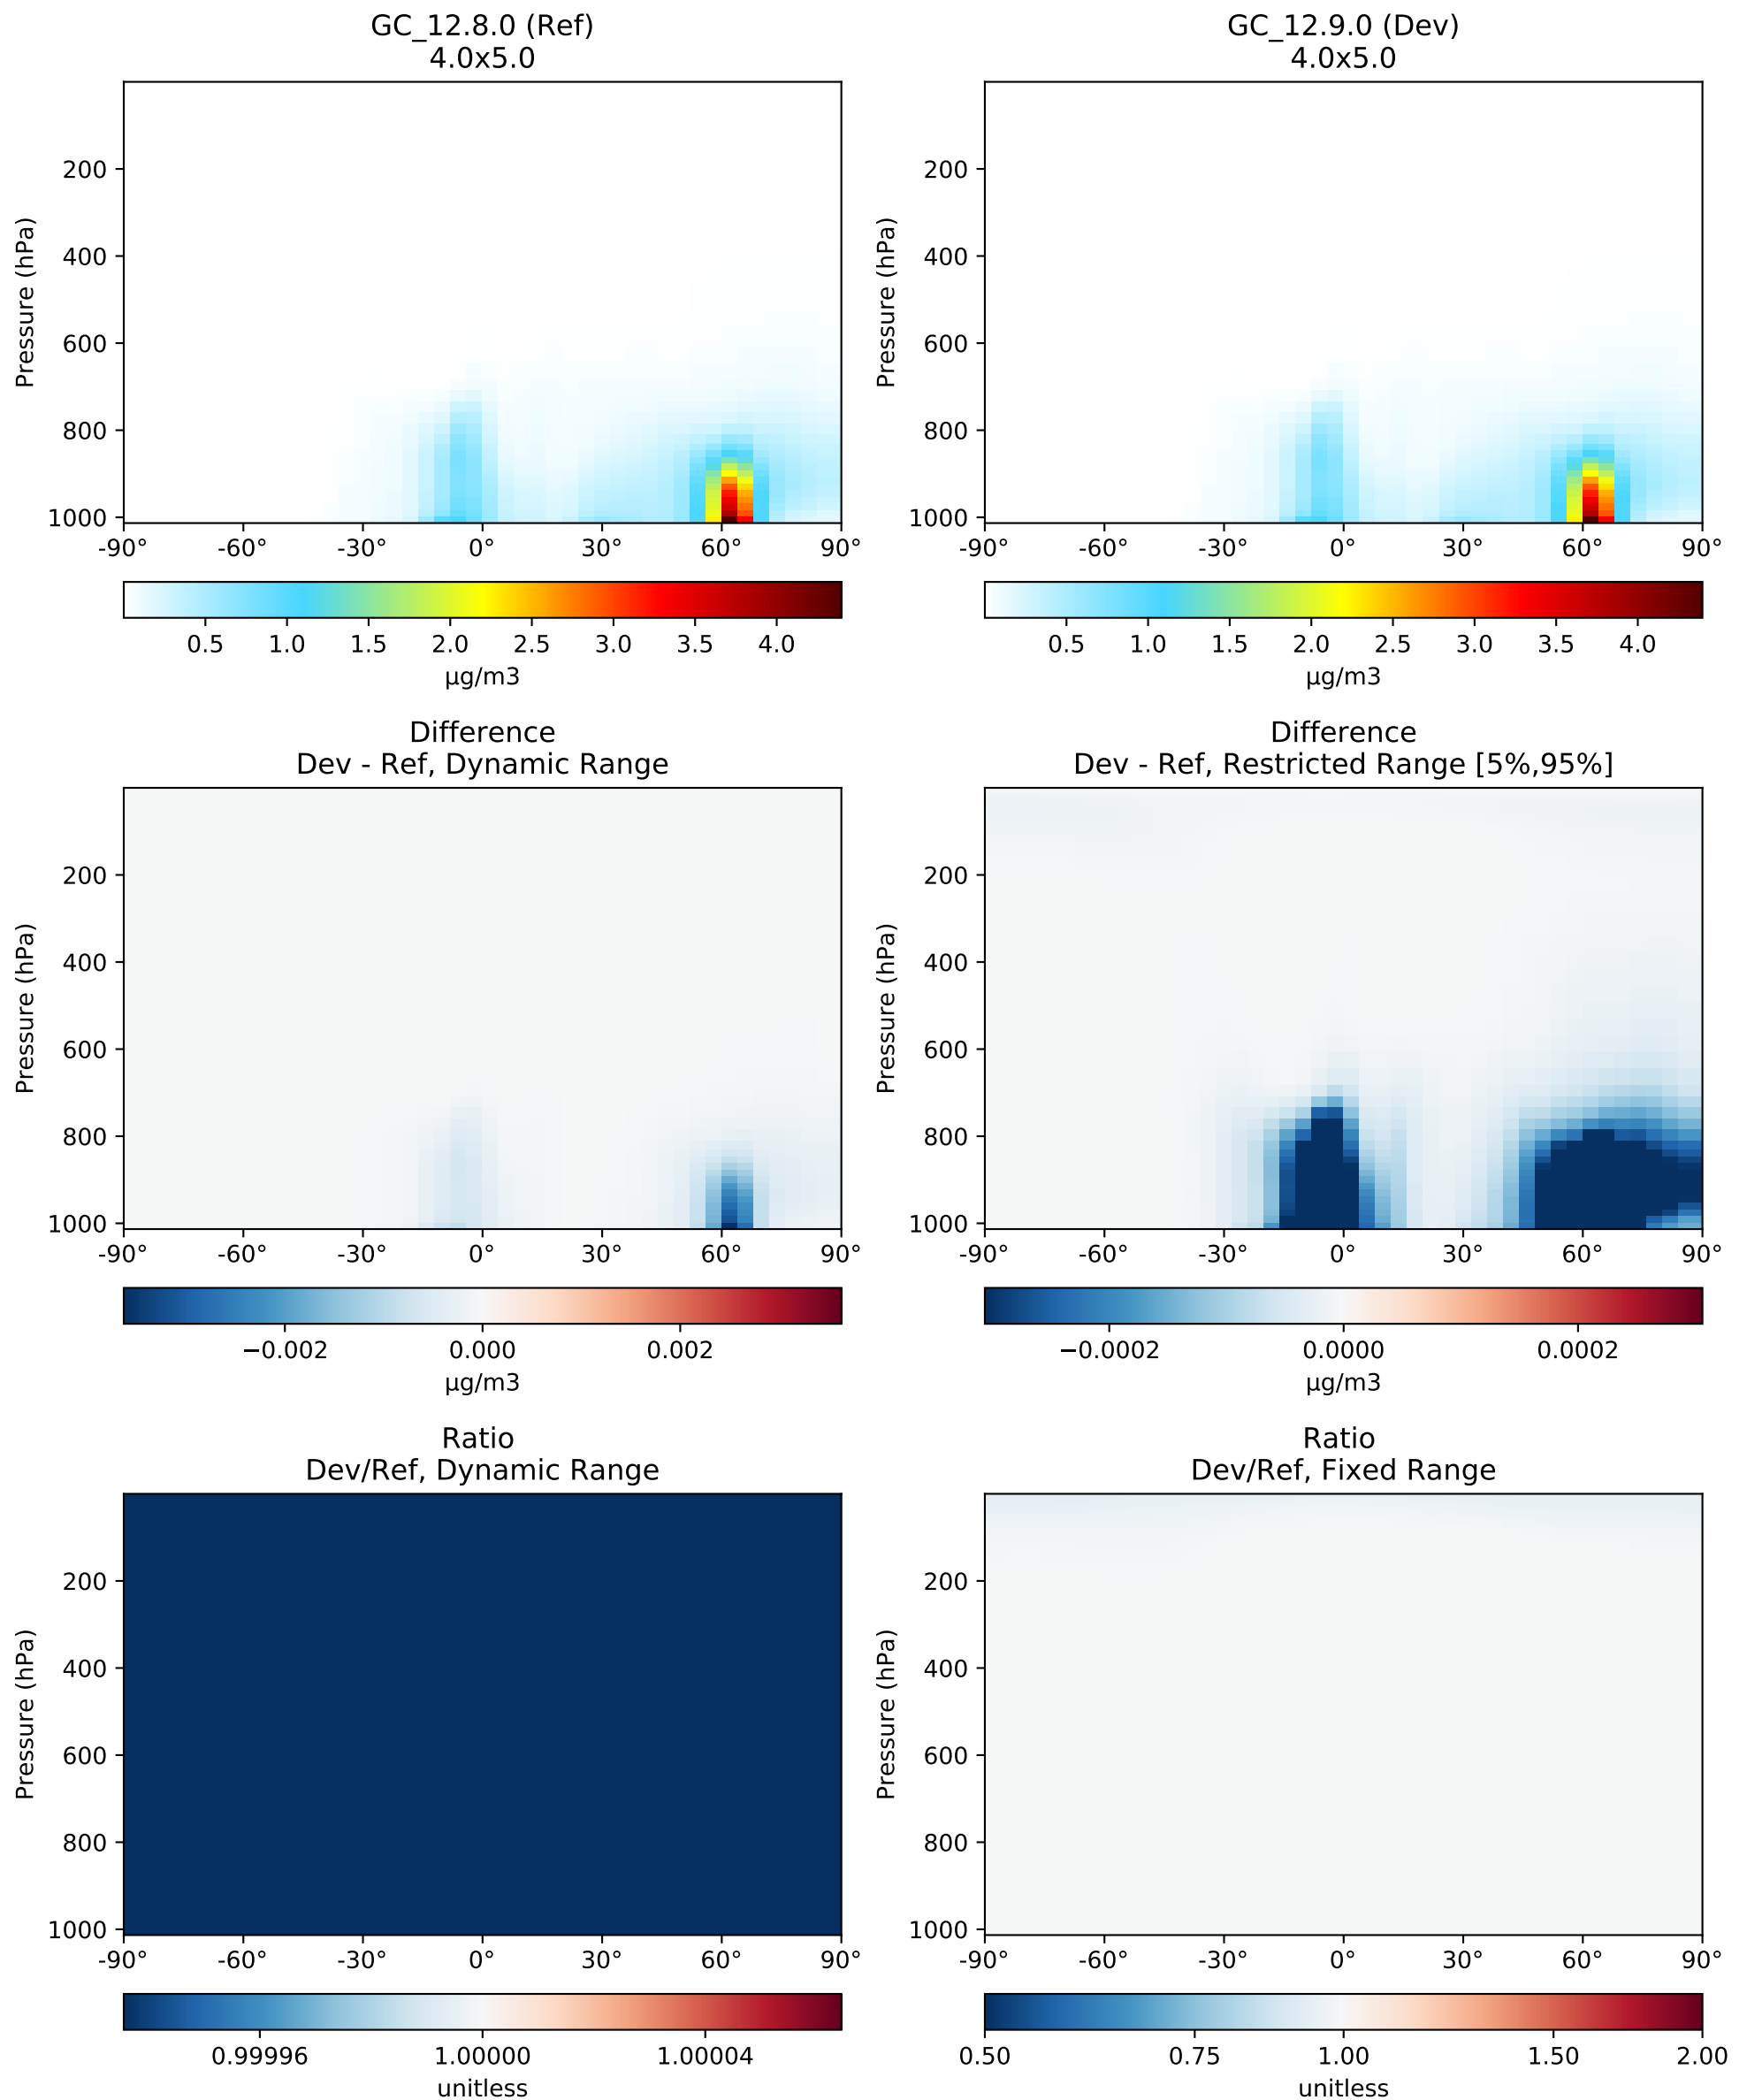 GC_12.8.0 (Ref)
4.0x5.0
Pressure (hPa)
200
400
600
800
1000
-90° -60° -30° 0° 30° 60° 90°
0.5 1.0 1.5 2.0 2.5 3.0 3.5 4.0
µg/m3
GC_12.9.0 (Dev)
4.0x5.0
Pressure (hPa)
200
400
600
800
1000
-90° -60° -30° 0° 30° 60° 90°
0.5 1.0 1.5 2.0 2.5 3.0 3.5 4.0
µg/m3
Difference
Dev - Ref, Dynamic Range
Pressure (hPa)
200
400
600
800
1000
-90° -60° -30° 0° 30° 60° 90°
−0.002 0.000 0.002
µg/m3
Difference
Dev - Ref, Restricted Range [5%,95%]
Pressure (hPa)
200
400
600
800
1000
-90° -60° -30° 0° 30° 60° 90°
−0.0002 0.0000 0.0002
µg/m3
Ratio
Dev/Ref, Dynamic Range
Pressure (hPa)
200
400
600
800
1000
-90° -60° -30° 0° 30° 60° 90°
0.99996 1.00000 1.00004
unitless
Ratio
Dev/Ref, Fixed Range
Pressure (hPa)
200
400
600
800
1000
-90° -60° -30° 0° 30° 60° 90°
0.50 0.75 1.00 1.50 2.00
unitless